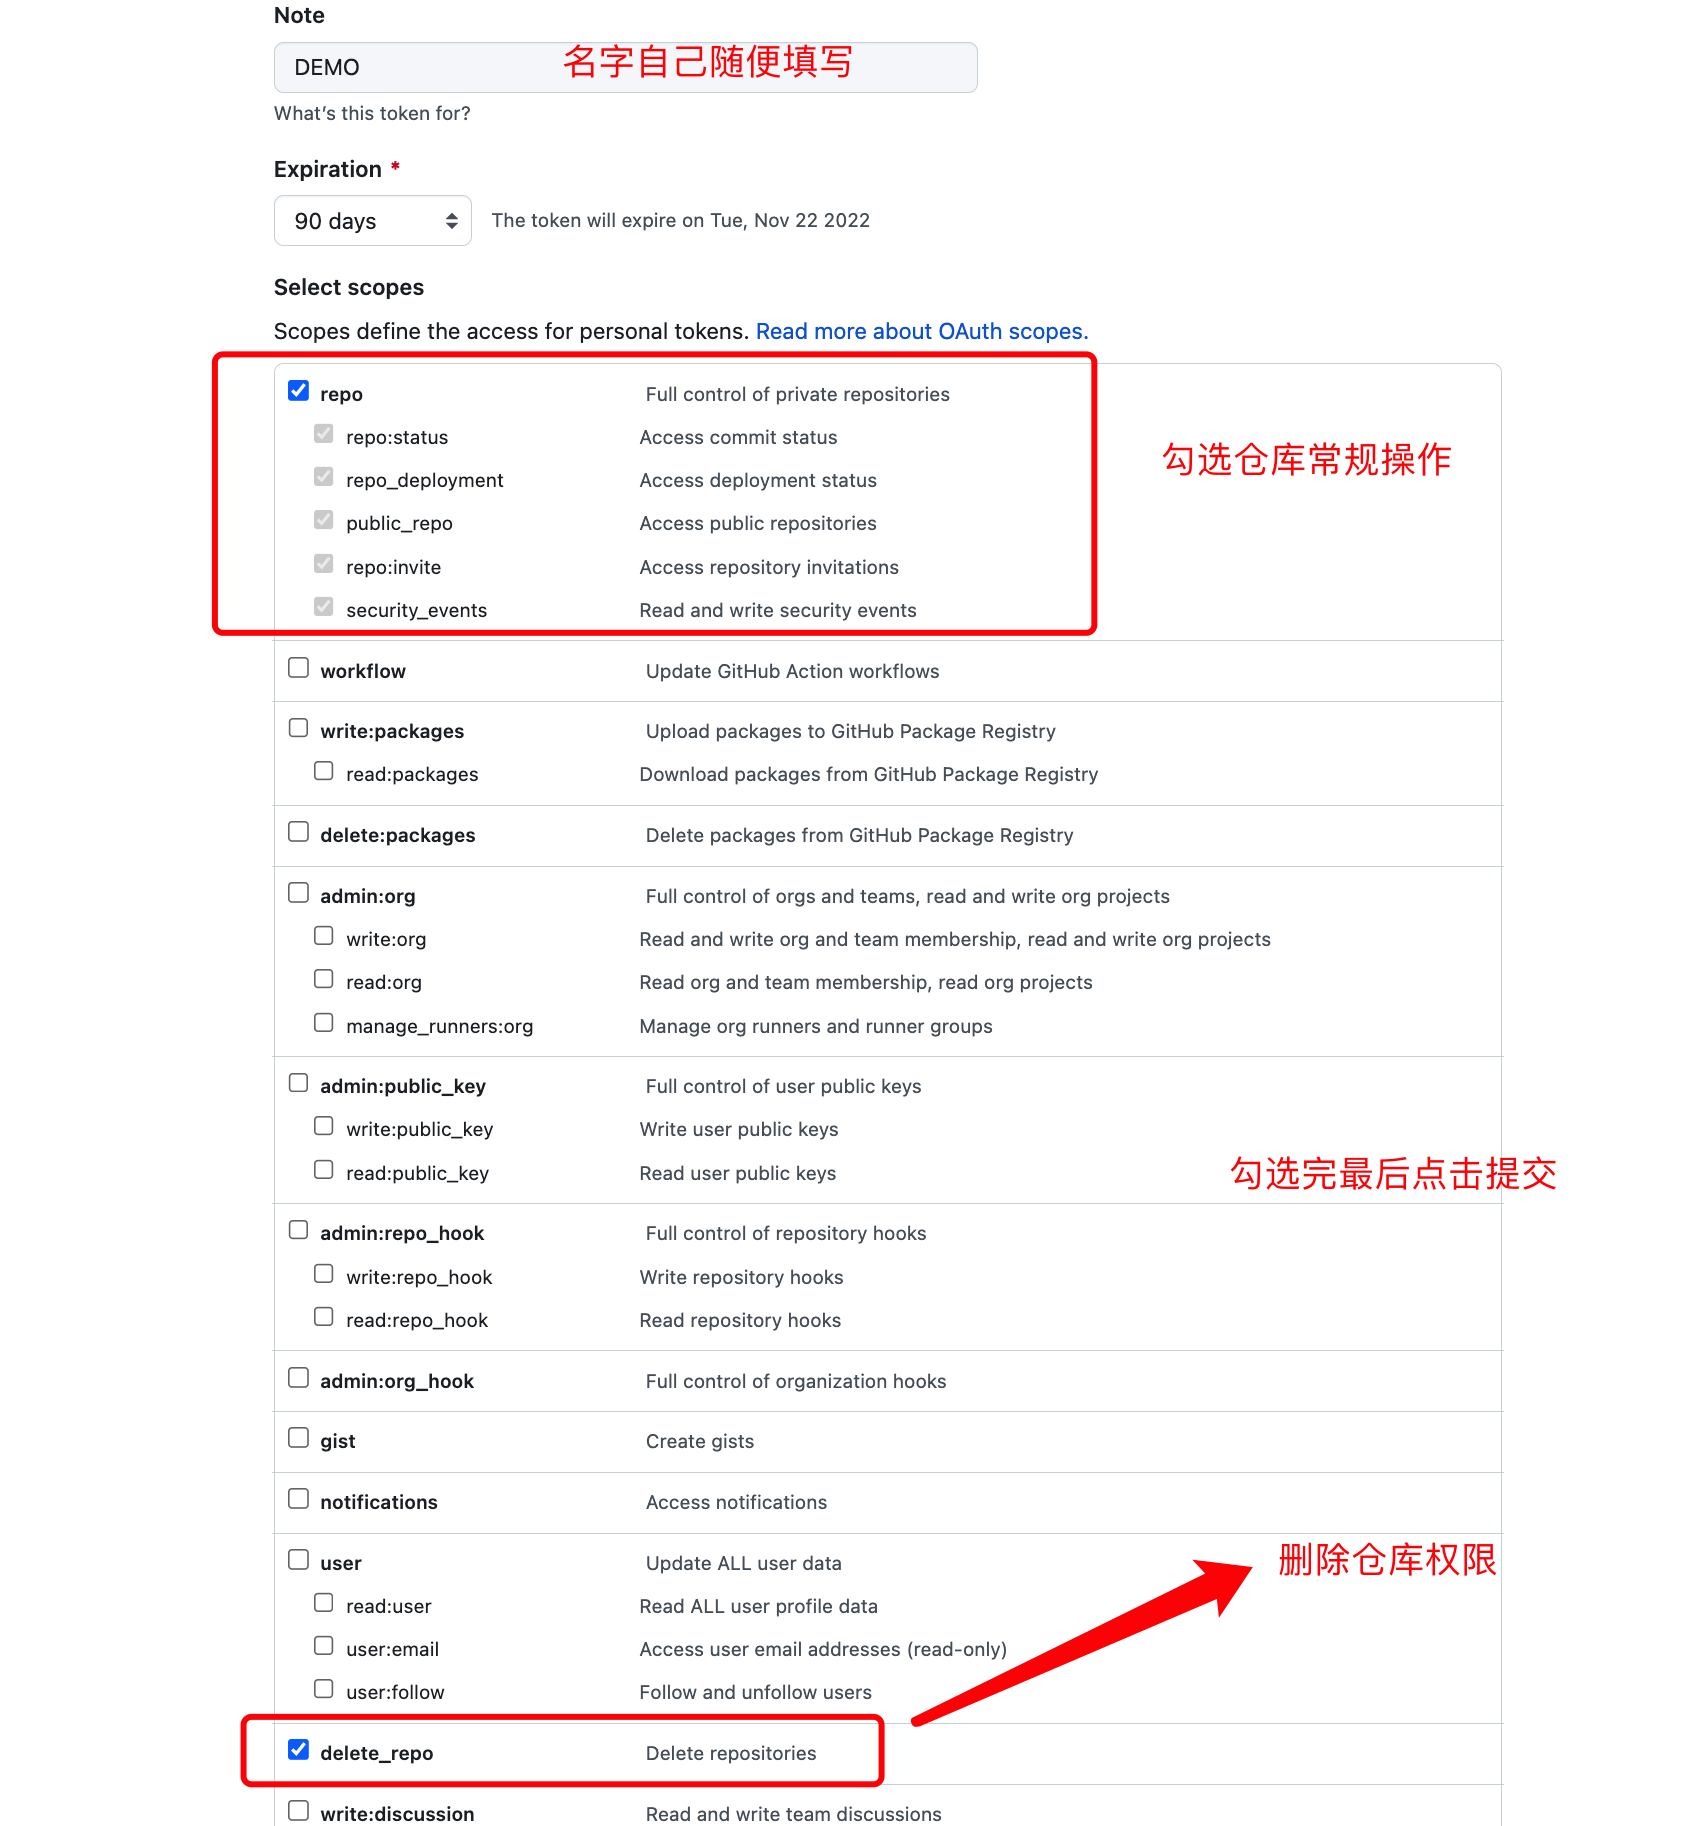 Note
DEMO 名字自己随便填写
What's this token for?
Expiration *
90 days The token will expire on Tue, Nov 22 2022
Select scopes
Scopes define the access for personal tokens. Read more about OAuth scopes.
repo Full control of private repositories
repo:status Access commit status
勾选仓库常规操作
repo_deployment Access deployment status
public_repo Access public repositories
repo:invite Access repository invitations
security_events Read and write security events
workflow Update GitHub Action workflows
write:packages Upload packages to GitHub Package Registry
read:packages Download packages from GitHub Package Registry
delete:packages Delete packages from GitHub Package Registry
admin:org Full control of orgs and teams, read and write org projects
write:org Read and write org and team membership, read and write org projects
read:org Read org and team membership, read org projects
manage_runners:org Manage org runners and runner groups
admin:public_key Full control of user public keys
write:public_key Write user public keys
read:public_key Read user public keys 勾选完最后点击提交
admin:repo_hook Full control of repository hooks
write:repo_hook Write repository hooks
read:repo_hook Read repository hooks
admin:org_hook Full control of organization hooks
gist Create gists
notifications Access notifications
user Update ALL user data 删除仓库权限
read:user Read ALL user profile data
user:email Access user email addresses (read-only)
user:follow Follow and unfollow users
delete_repo Delete repositories
write:discussion Read and write team discussions